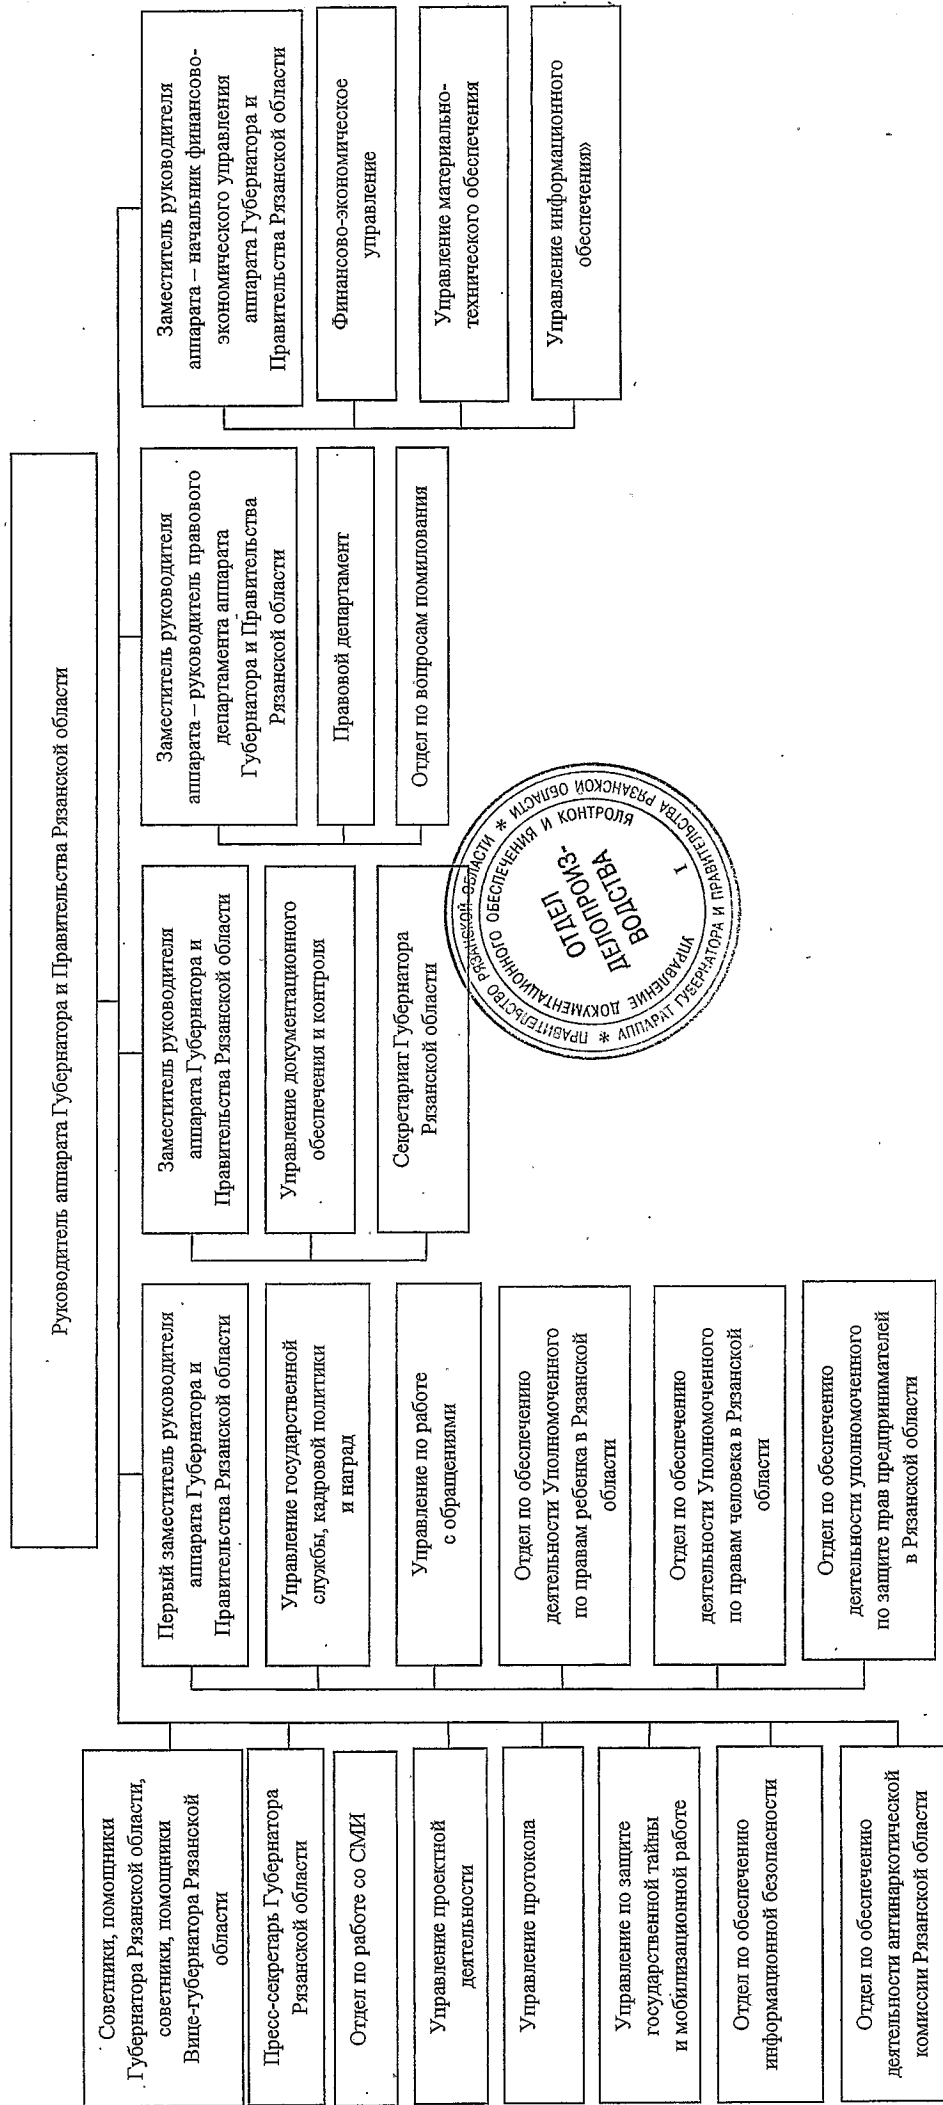 Руководитель аппарата Губернатора и Правительства Рязанской области
Советники, помощники
Губернатора Рязанской области,
советники, помощники
Вице-губернатора Рязанской
области
Пресс-секретарь Губернатора
Рязанской области
Отдел по работе со СМИ
Управление проектной
деятельности
Управление протокола
Управление по защите
государственной тайны
и мобилизационной работе
Отдел по обеспечению
информационной безопасности
Отдел по обеспечению
деятельности антинаркотической
комиссии Рязанской области
Первый заместитель руководителя
аппарата Губернатора и
Правительства Рязанской области
Управление государственной
службы, кадровой политики
и наград
Управление по работе
с обращениями
Отдел по обеспечению
деятельности Уполномоченного
по правам ребенка в Рязанской
области
Отдел по обеспечению
деятельности Уполномоченного
по правам человека в Рязанской
области
Отдел по обеспечению
деятельности уполномоченного
по защите прав предпринимателей
в Рязанской области
Заместитель руководителя
аппарата Губернатора и
Правительства Рязанской области
Управление документационного
обеспечения и контроля
Секретариат Губернатора
Рязанской области
Заместитель руководителя
аппарата – руководитель правового
департамента аппарата
Губернатора и Правительства
Рязанской области
Правовой департамент
Отдел по вопросам помилования
Заместитель руководителя
аппарата – начальник финансово-
экономического управления
аппарата Губернатора и
Правительства Рязанской области
Финансово-экономическое
управление
Управление материально-
технического обеспечения
Управление информационного
обеспечения»
ПРАВИТЕЛЬСТВО РЯЗАНСКОЙ ОБЛАСТИ *
АППАРАТ ГУБЕРНАТОРА И ПРАВИТЕЛЬСТВА РЯЗАНСКОЙ ОБЛАСТИ *
УПРАВЛЕНИЕ ДОКУМЕНТАЦИОННОГО ОБЕСПЕЧЕНИЯ И КОНТРОЛЯ
ОТДЕЛ
ДЕЛОПРОИЗ-
ВОДСТВА
1